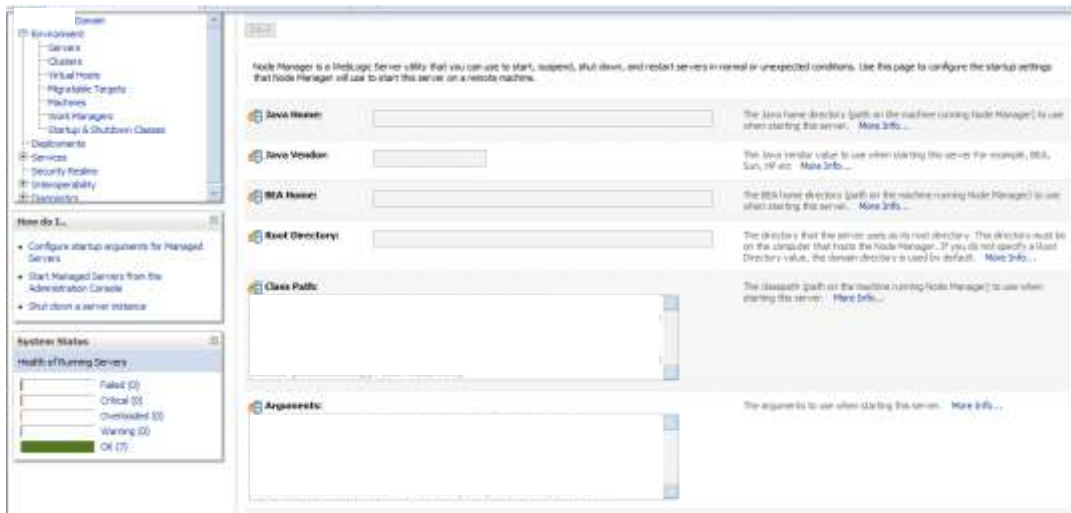 Domain
Environment
Servers
Clusters
Virtual Hosts
Migratable Targets
Machines
Work Managers
Startup & Shutdown Classes
Deployments
Services
Security Realms
Interoperability
Diagnostics
How do I...
Configure startup arguments for Managed
Servers
Start Managed Servers from the
Administration Console
Shut down a server instance
System Status
Health of Running Servers
Failed (0)
Critical (0)
Overloaded (0)
Warning (0)
OK (7)
Save
Node Manager is a WebLogic Server utility that you can use to start, suspend, shut down, and restart servers in normal or unexpected conditions. Use this page to configure the startup settings
that Node Manager will use to start this server on a remote machine.
Java Home:
The Java home directory (path on the machine running Node Manager) to use
when starting this server. More Info...
Java Vendor:
The Java Vendor value to use when starting this server For example, BEA,
Sun, HP etc More Info...
BEA Home:
The BEA home directory (path on the machine running Node Manager) to use
when starting this server. More Info...
Root Directory:
The directory that this server uses as its root directory. This directory must be
on the computer that hosts the Node Manager. If you do not specify a Root
Directory value, the domain directory is used by default. More Info...
Class Path:
The classpath (path on the machine running Node Manager) to use when
starting this server. More Info...
Arguments:
The arguments to use when starting this server. More Info...